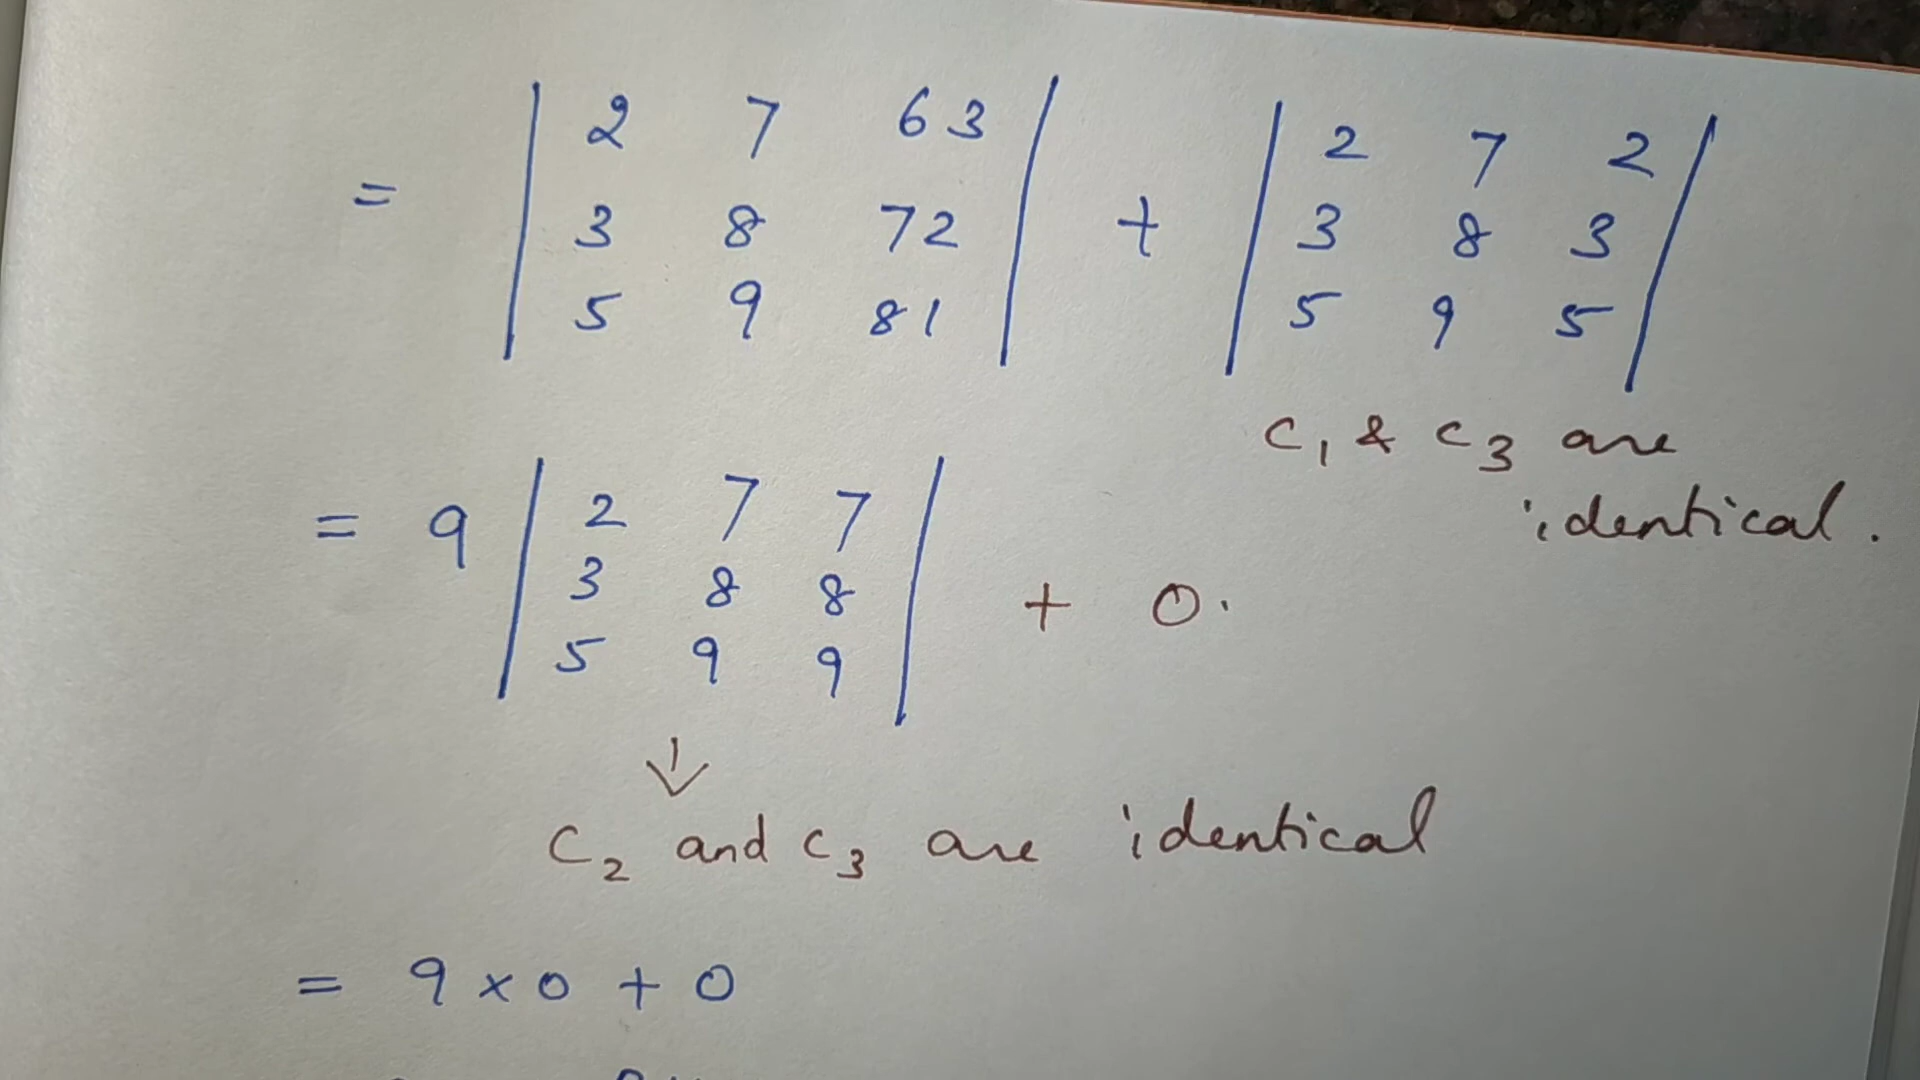 = | 2 7 63 | + | 2 7 2 |
| 3 8 72 | | 3 8 3 |
| 5 9 81 | | 5 9 5 |
C₁ & C₃ are
identical.
= 9 | 2 7 7 | + 0.
| 3 8 8 |
| 5 9 9 |
↓
C₂ and C₃ are identical
= 9 × 0 + 0